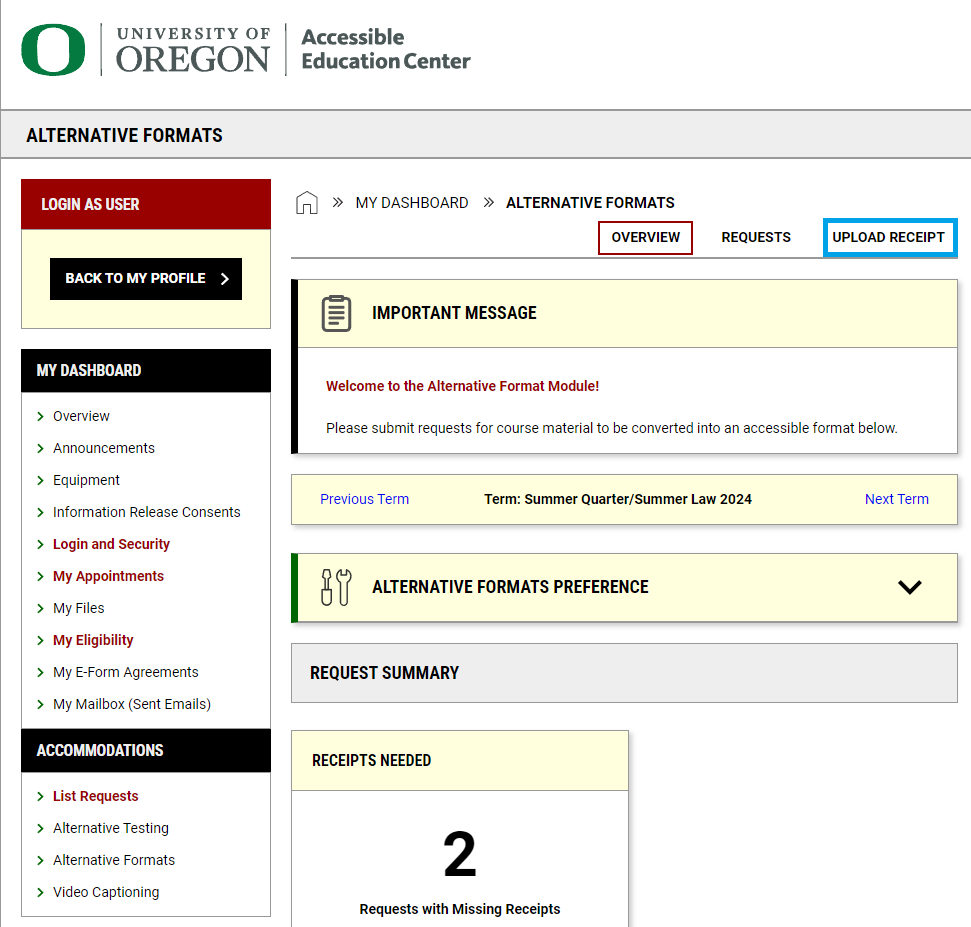 UNIVERSITY OF
OREGON
Accessible
Education Center
ALTERNATIVE FORMATS
LOGIN AS USER
BACK TO MY PROFILE
MY DASHBOARD
Overview
Announcements
Equipment
Information Release Consents
Login and Security
My Appointments
My Files
My Eligibility
My E-Form Agreements
My Mailbox (Sent Emails)
ACCOMMODATIONS
List Requests
Alternative Testing
Alternative Formats
Video Captioning
» MY DASHBOARD » ALTERNATIVE FORMATS
OVERVIEW REQUESTS UPLOAD RECEIPT
IMPORTANT MESSAGE
Welcome to the Alternative Format Module!
Please submit requests for course material to be converted into an accessible format below.
Previous Term Term: Summer Quarter/Summer Law 2024 Next Term
ALTERNATIVE FORMATS PREFERENCE
REQUEST SUMMARY
RECEIPTS NEEDED
2
Requests with Missing Receipts